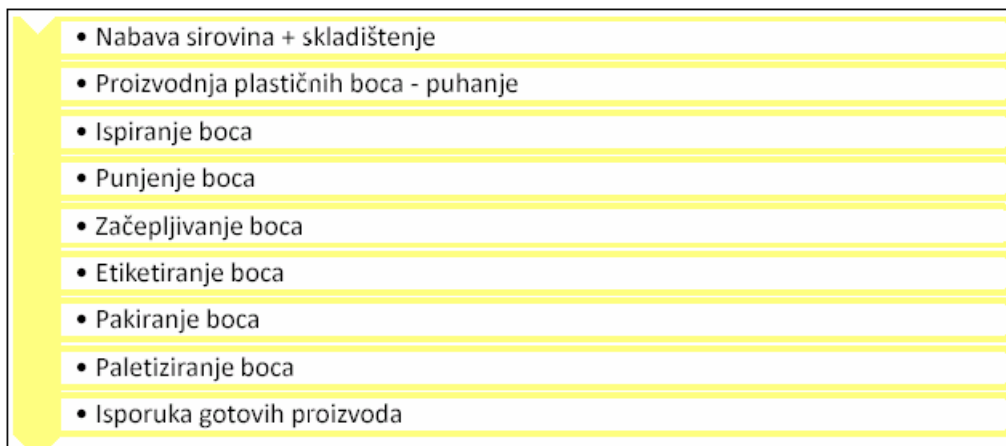 • Nabava sirovina + skladištenje
• Proizvodnja plastičnih boca - puhanje
• Ispiranje boca
• Punjenje boca
• Začepljivanje boca
• Etiketiranje boca
• Pakiranje boca
• Paletiziranje boca
• Isporuka gotovih proizvoda